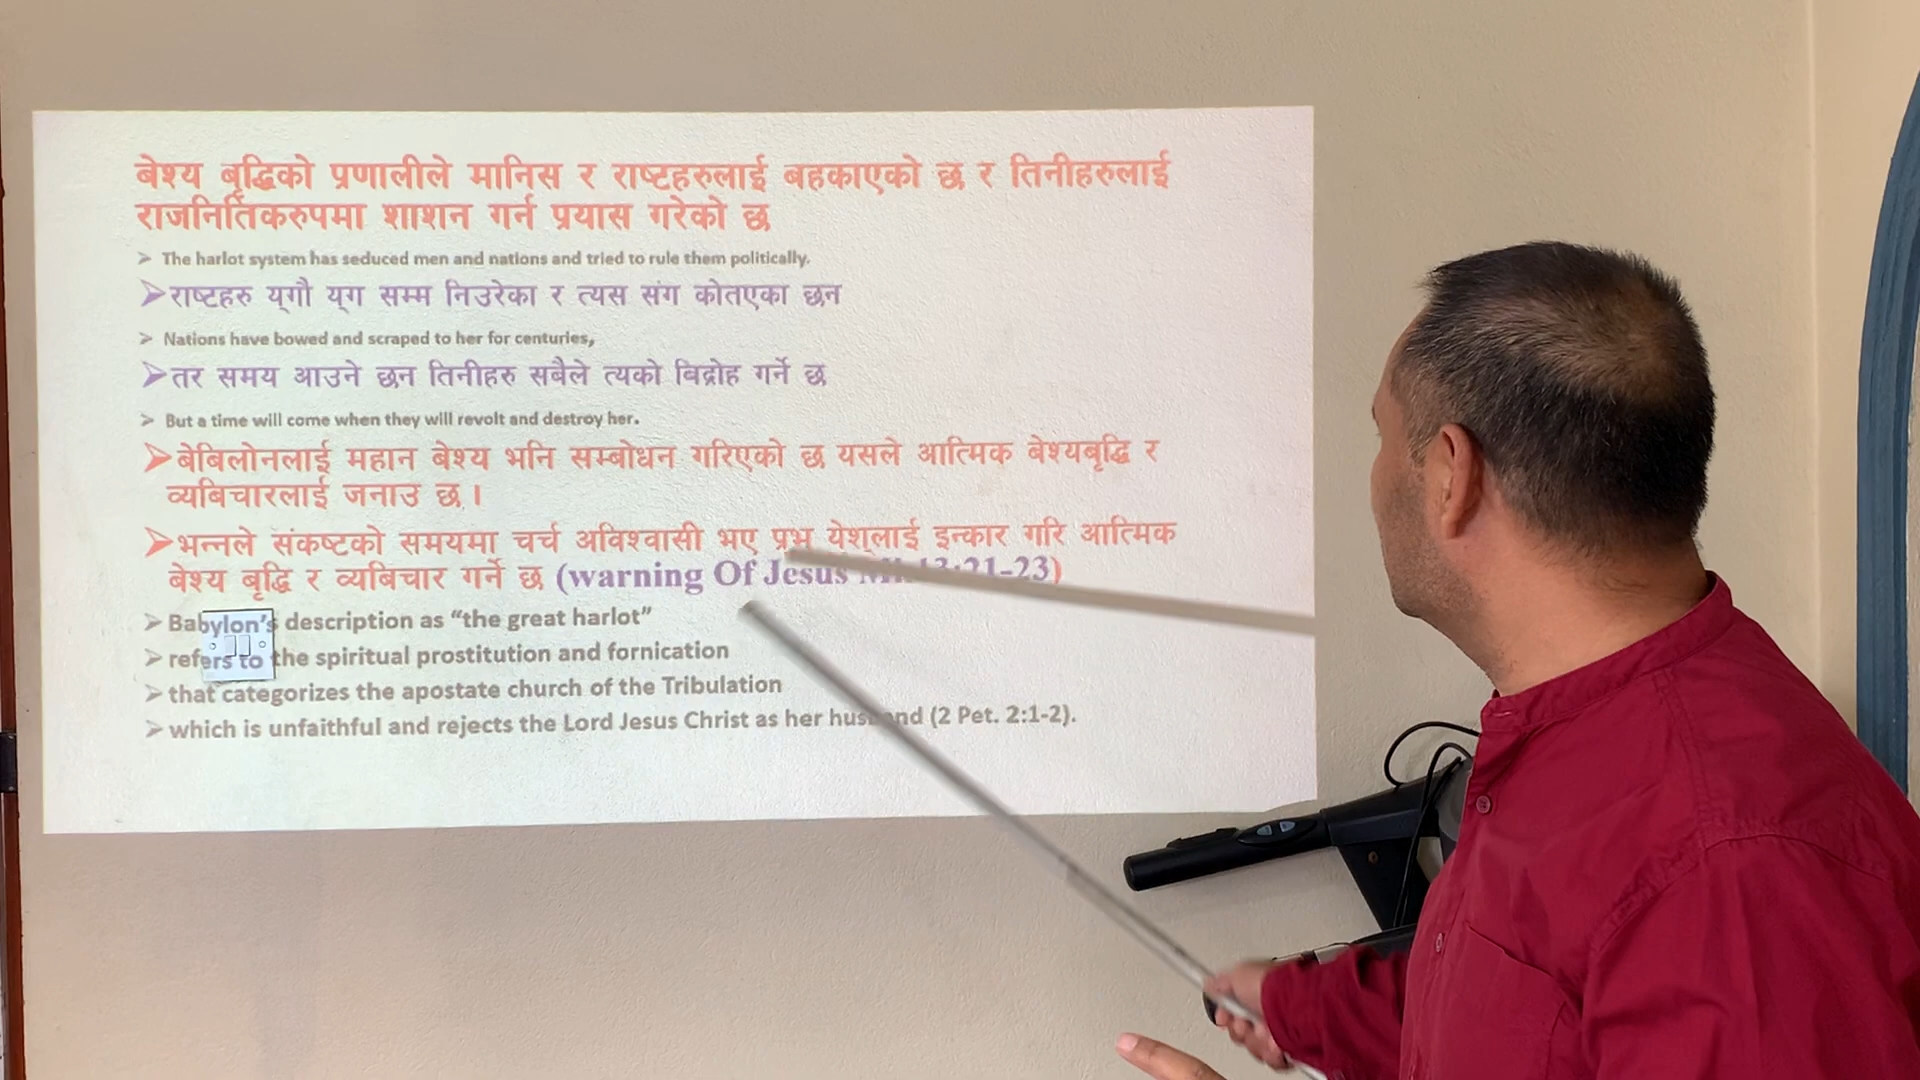 बेश्य बृद्धिको प्रणालीले मानिस र राष्टहरुलाई बहकाएको छ र तिनीहरुलाई
राजनिर्तिकरुपमा शाशन गर्न प्रयास गरेको छ
➢ The harlot system has seduced men and nations and tried to rule them politically.
➢राष्टहरु य्गौ य्ग सम्म निउरेका र त्यस संग कोतएका छन
➢ Nations have bowed and scraped to her for centuries,
➢तर समय आउने छन तिनीहरु सबैले त्यको बिद्रोह गर्ने छ
➢ But a time will come when they will revolt and destroy her.
➢बेबिलोनलाई महान बेश्य भनि सम्बोधन गरिएको छ यसले आत्मिक बेश्यबृद्धि र
व्यबिचारलाई जनाउ छ ।
➢भन्नले संकष्टको समयमा चर्च अविश्वासी भए प्रभ् येश्लाई इन्कार गरि आत्मिक
बेश्य बृद्धि र व्यबिचार गर्ने छ (warning Of Jesus 13:21-23)
➢ Babylon's description as “the great harlot”
➢ refers to the spiritual prostitution and fornication
➢ that categorizes the apostate church of the Tribulation
➢ which is unfaithful and rejects the Lord Jesus Christ as her husband (2 Pet. 2:1-2).